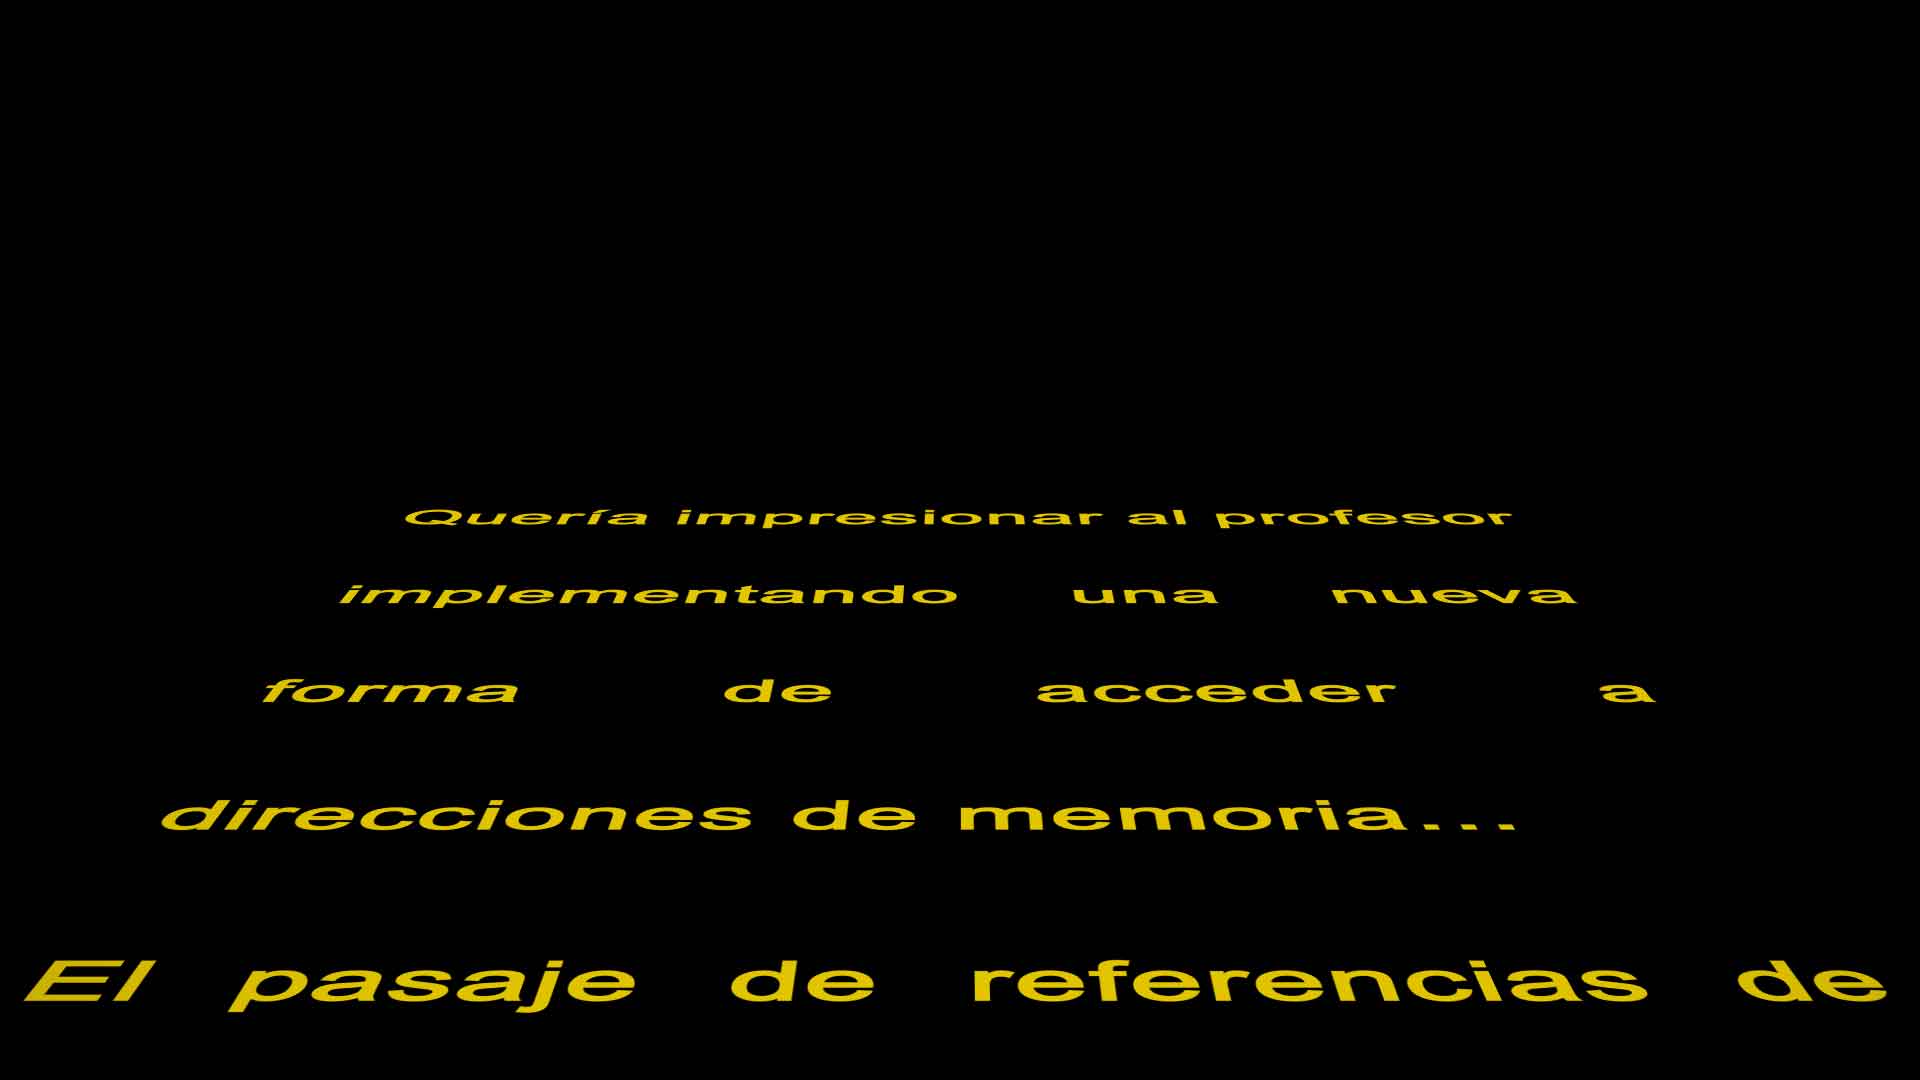 Quería impresionar al profesor
implementando una nueva
forma de acceder a
direcciones de memoria...
El pasaje de referencias de